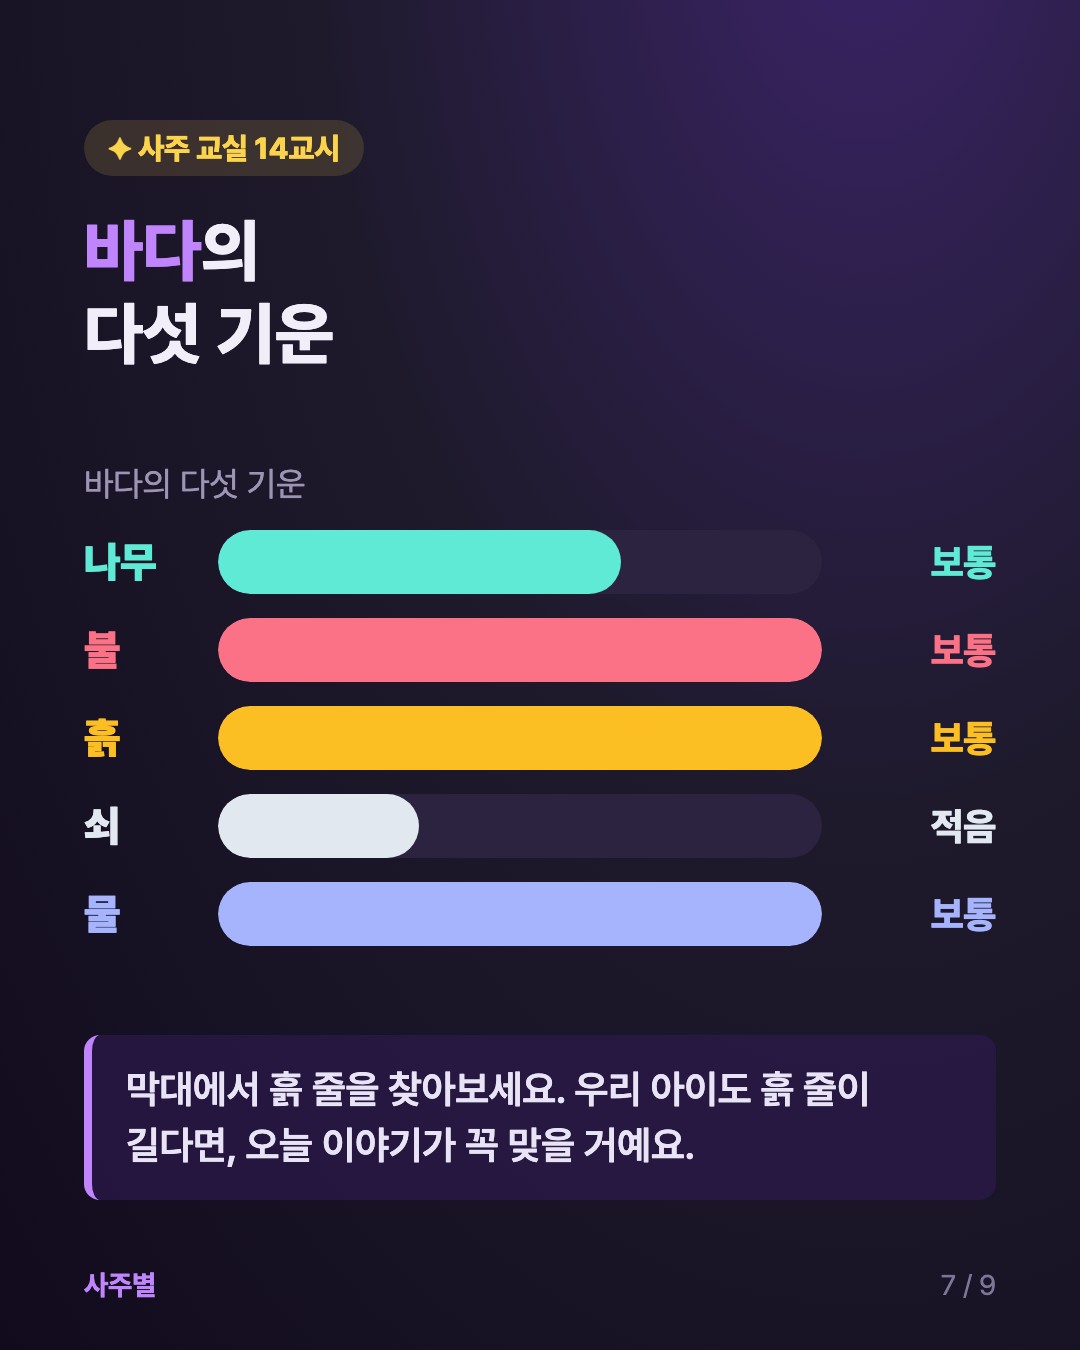 ✦ 사주 교실 14교시
바다의
다섯 기운
바다의 다섯 기운
나무 보통
불 보통
흙 보통
쇠 적음
물 보통
막대에서 흙 줄을 찾아보세요. 우리 아이도 흙 줄이
길다면, 오늘 이야기가 꼭 맞을 거예요.
사주별 7 / 9